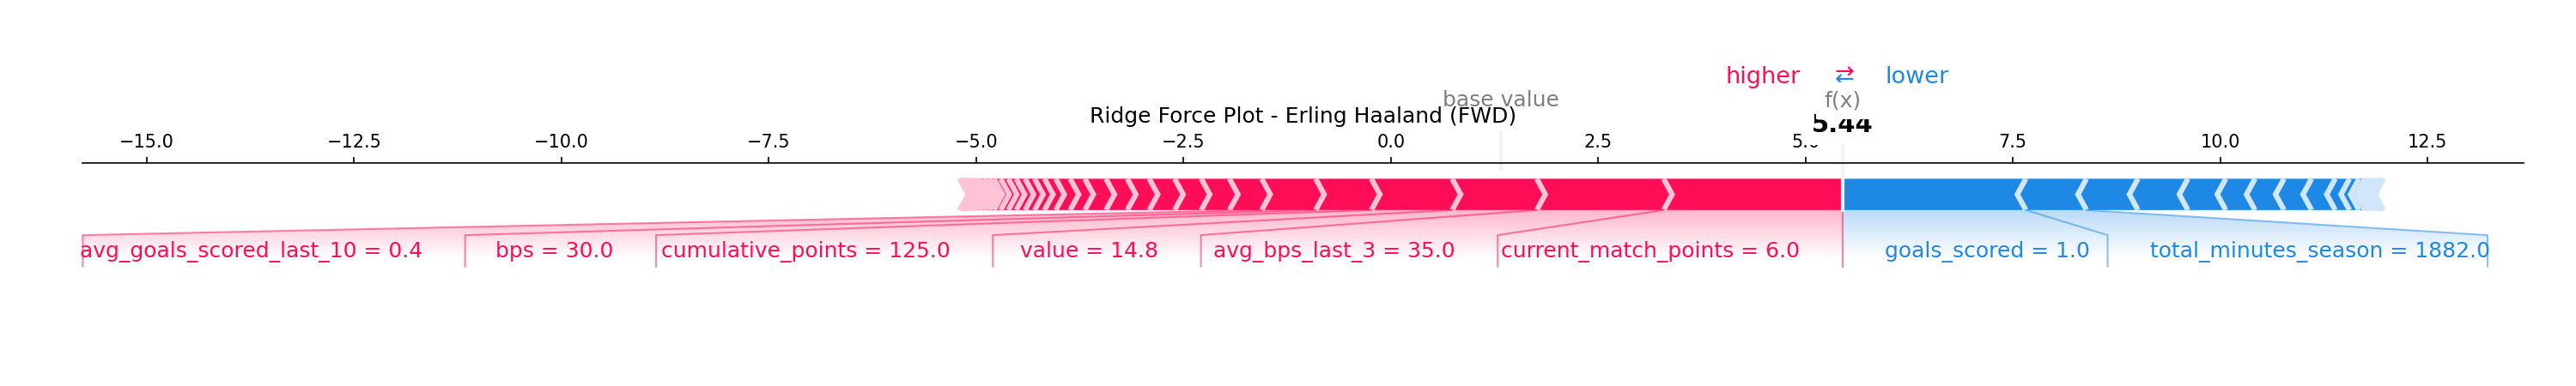 higher ⇄ lower
base value
f(x)
Ridge Force Plot - Erling Haaland (FWD)
5.44
−15.0 −12.5 −10.0 −7.5 −5.0 −2.5 0.0 2.5 5.0 7.5 10.0 12.5
avg_goals_scored_last_10 = 0.4 bps = 30.0 cumulative_points = 125.0 value = 14.8 avg_bps_last_3 = 35.0 current_match_points = 6.0 goals_scored = 1.0 total_minutes_season = 1882.0